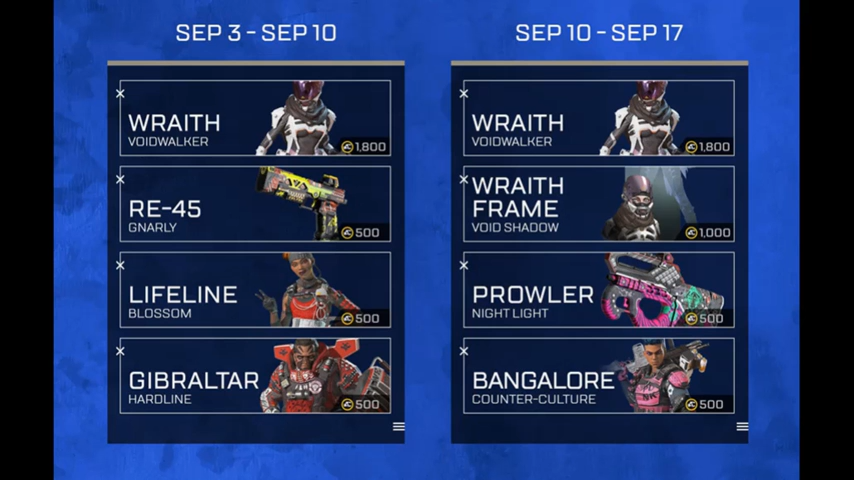 SEP 3 - SEP 10
WRAITH
VOIDWALKER
1,800
RE-45
GNARLY
500
LIFELINE
BLOSSOM
500
GIBRALTAR
HARDLINE
500
SEP 10 - SEP 17
WRAITH
VOIDWALKER
1,800
WRAITH
FRAME
VOID SHADOW
1,000
PROWLER
NIGHT LIGHT
500
BANGALORE
COUNTER-CULTURE
500